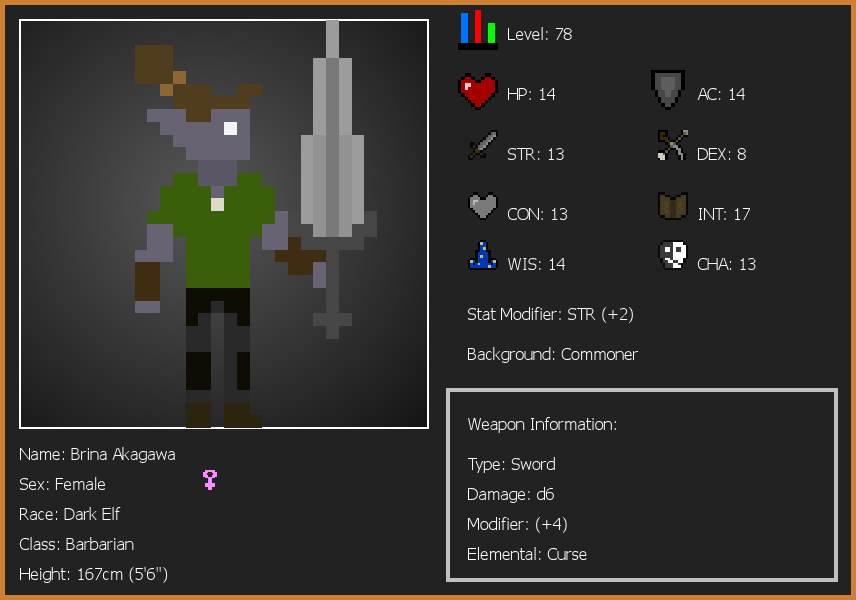 Level: 78
HP: 14
AC: 14
STR: 13
DEX: 8
CON: 13
INT: 17
WIS: 14
CHA: 13
Stat Modifier: STR (+2)
Background: Commoner
Weapon Information:
Type: Sword
Damage: d6
Modifier: (+4)
Elemental: Curse
Name: Brina Akagawa
Sex: Female
Race: Dark Elf
Class: Barbarian
Height: 167cm (5'6")